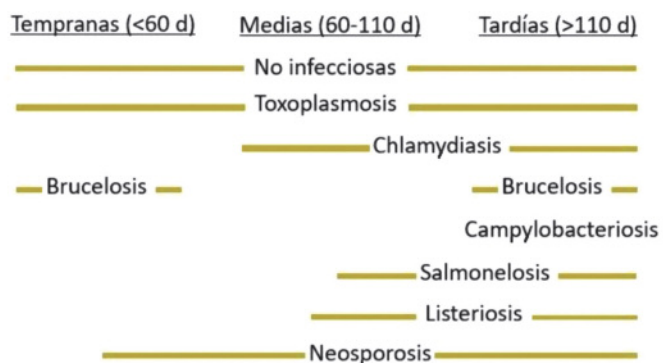 Tempranas (<60 d) Medias (60-110 d) Tardías (>110 d)
No infecciosas
Toxoplasmosis
Chlamydiasis
Brucelosis Brucelosis
Campylobacteriosis
Salmonelosis
Listeriosis
Neosporosis